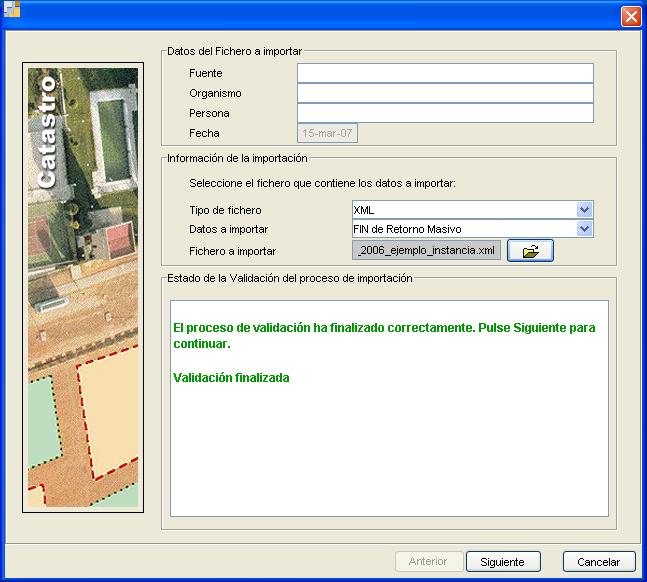 Catastro
Datos del Fichero a importar
Fuente
Organismo
Persona
Fecha 15-mar-07
Información de la importación
Seleccione el fichero que contiene los datos a importar:
Tipo de fichero XML
Datos a importar FIN de Retorno Masivo
Fichero a importar _2006_ejemplo_instancia.xml
Estado de la Validación del proceso de importación
El proceso de validación ha finalizado correctamente. Pulse Siguiente para
continuar.
Validación finalizada
Anterior Siguiente Cancelar